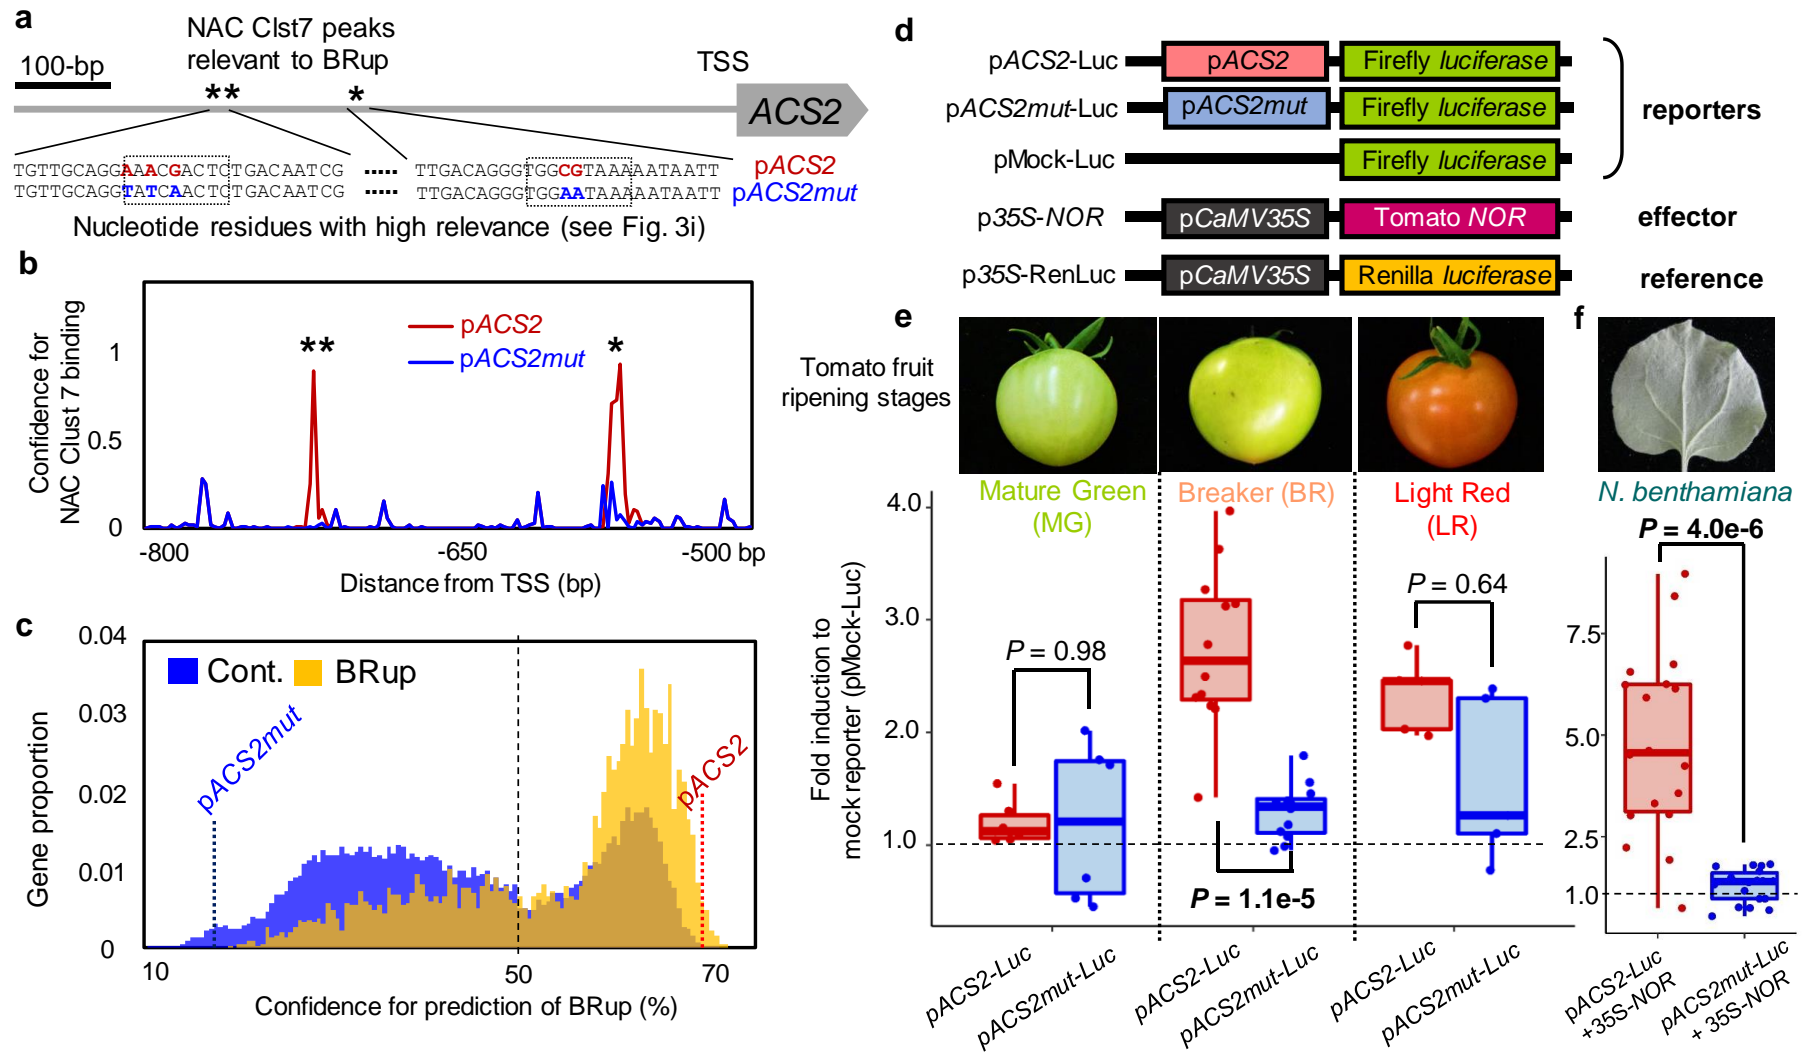 a
NAC Clst7 peaks
relevant to BRup
100-bp
TSS
** *
ACS2
TGTTGCAGGAAACGACTCTGACAATCG ····· TTGACAGGGTGGCGTAAAAATAATT pACS2
TGTTGCAGGTATCAACTCTGACAATCG ····· TTGACAGGGTGGAATAAAAATAATT pACS2mut
Nucleotide residues with high relevance (see Fig. 3i)
b
Confidence for
NAC Clust 7 binding
1
0.5
0
** *
pACS2
pACS2mut
-800 -650 -500 bp
Distance from TSS (bp)
c
Gene proportion
0.04
0.03
0.02
0.01
0
Cont. BRup
pACS2mut
pACS2
10 50 70
Confidence for prediction of BRup (%)
d
pACS2-Luc pACS2 Firefly luciferase
pACS2mut-Luc pACS2mut Firefly luciferase
pMock-Luc Firefly luciferase
reporters
p35S-NOR pCaMV35S Tomato NOR effector
p35S-RenLuc pCaMV35S Renilla luciferase reference
e
Tomato fruit
ripening stages
Mature Green
(MG)
Breaker (BR)
Light Red
(LR)
Fold induction to
mock reporter (pMock-Luc)
4.0
3.0
2.0
1.0
P = 0.98
P = 1.1e-5
P = 0.64
pACS2-Luc
pACS2mut-Luc
pACS2-Luc
pACS2mut-Luc
pACS2-Luc
pACS2mut-Luc
f
N. benthamiana
P = 4.0e-6
7.5
5.0
2.5
1.0
pACS2-Luc
+35S-NOR
pACS2mut-Luc
+ 35S-NOR